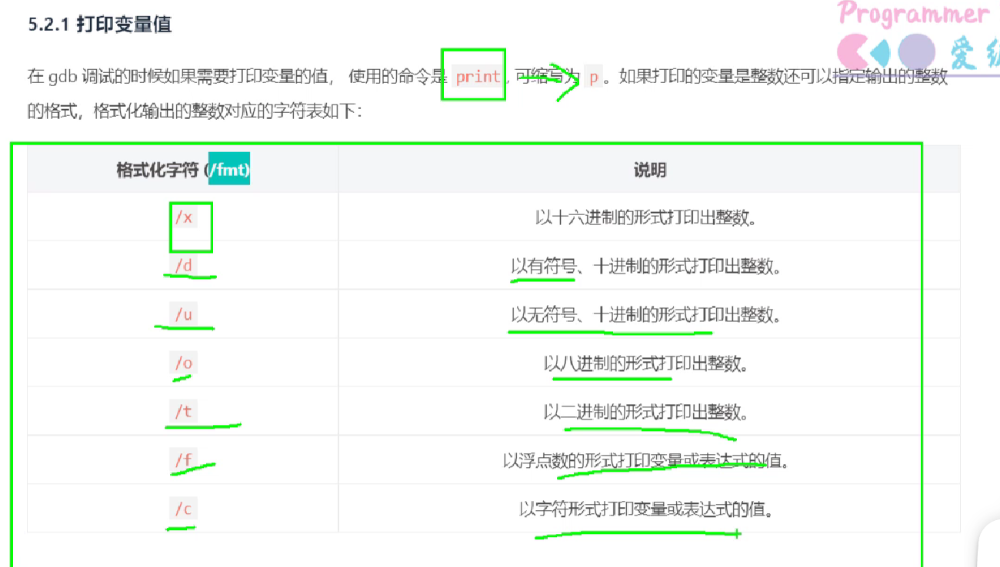 Programmer
爱编
5.2.1 打印变量值
在 gdb 调试的时候如果需要打印变量的值， 使用的命令是 print, 可缩写为 p 。如果打印的变量是整数还可以指定输出的整数
的格式，格式化输出的整数对应的字符表如下：
格式化字符 (/fmt) 说明
/x 以十六进制的形式打印出整数。
/d 以有符号、十进制的形式打印出整数。
/u 以无符号、十进制的形式打印出整数。
/o 以八进制的形式打印出整数。
/t 以二进制的形式打印出整数。
/f 以浮点数的形式打印变量或表达式的值。
/c 以字符形式打印变量或表达式的值。